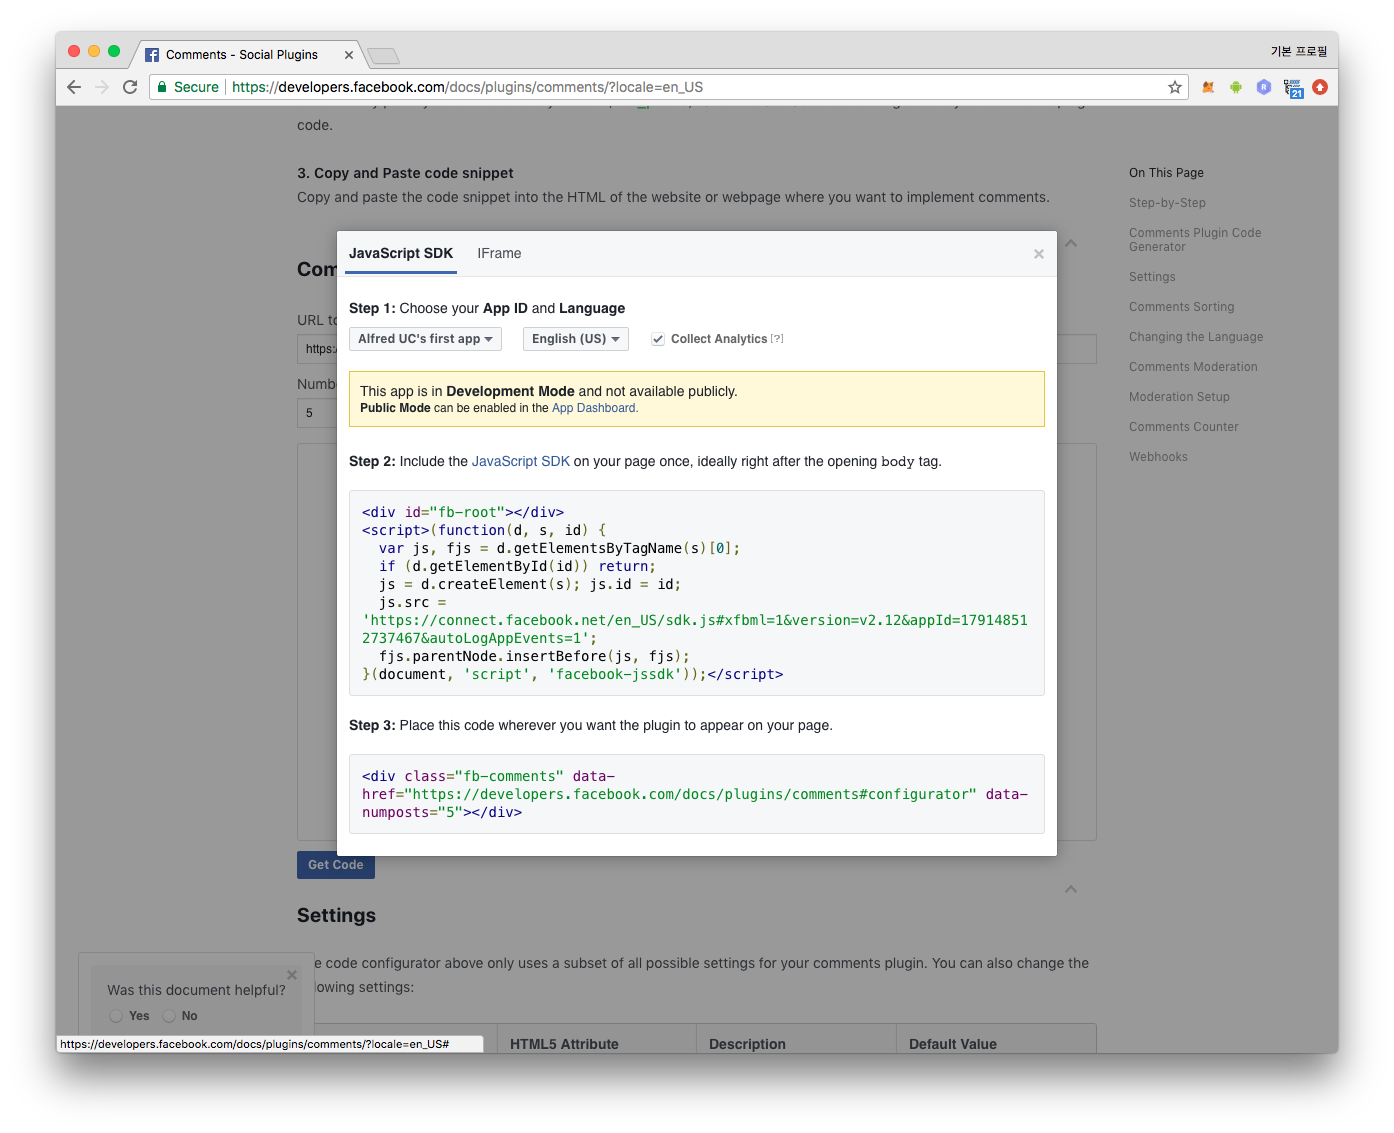 Comments - Social Plugins
기본 프로필
Secure
https://developers.facebook.com/docs/plugins/comments/?locale=en_US
21
code.
3. Copy and Paste code snippet
Copy and paste the code snippet into the HTML of the website or webpage where you want to implement comments.
On This Page
Step-by-Step
Comments Plugin Code
Generator
Settings
Comments Sorting
Changing the Language
Comments Moderation
Moderation Setup
Comments Counter
Webhooks
Com
URL to
https:/
Numbe
5
JavaScript SDK
IFrame
Step 1: Choose your App ID and Language
Alfred UC's first app
English (US)
Collect Analytics [?]
This app is in Development Mode and not available publicly.
Public Mode can be enabled in the App Dashboard.
Step 2: Include the JavaScript SDK on your page once, ideally right after the opening body tag.
<div id="fb-root"></div>
<script>(function(d, s, id) {
  var js, fjs = d.getElementsByTagName(s)[0];
  if (d.getElementById(id)) return;
  js = d.createElement(s); js.id = id;
  js.src =
'https://connect.facebook.net/en_US/sdk.js#xfbml=1&version=v2.12&appId=17914851
2737467&autoLogAppEvents=1';
  fjs.parentNode.insertBefore(js, fjs);
}(document, 'script', 'facebook-jssdk'));</script>
Step 3: Place this code wherever you want the plugin to appear on your page.
<div class="fb-comments" data-
href="https://developers.facebook.com/docs/plugins/comments#configurator" data-
numposts="5"></div>
Get Code
Settings
e code configurator above only uses a subset of all possible settings for your comments plugin. You can also change the
lowing settings:
Was this document helpful?
Yes
No
https://developers.facebook.com/docs/plugins/comments/?locale=en_US#
HTML5 Attribute
Description
Default Value